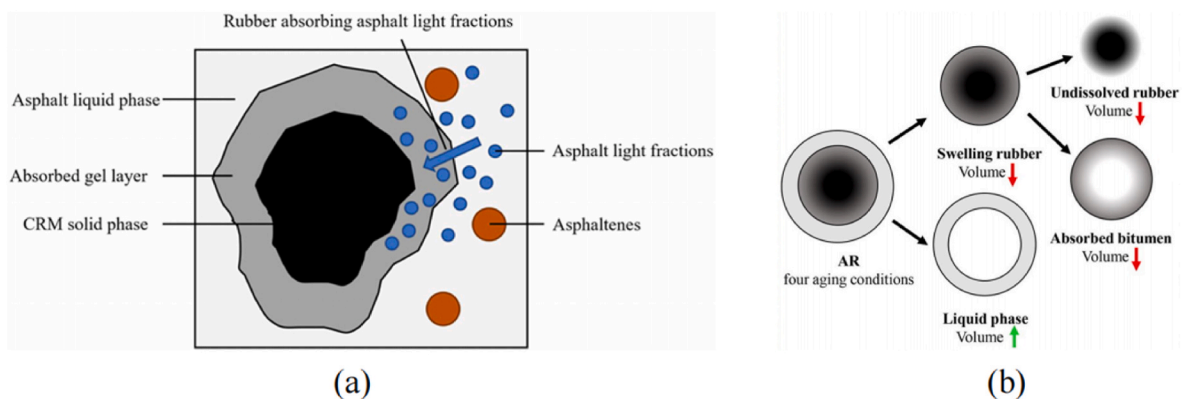 Rubber absorbing asphalt light fractions
Asphalt liquid phase
Absorbed gel layer
CRM solid phase
Asphalt light fractions
Asphaltenes
(a)
Undissolved rubber
Volume
Swelling rubber
Volume
Absorbed bitumen
Volume
AR
four aging conditions
Liquid phase
Volume
(b)